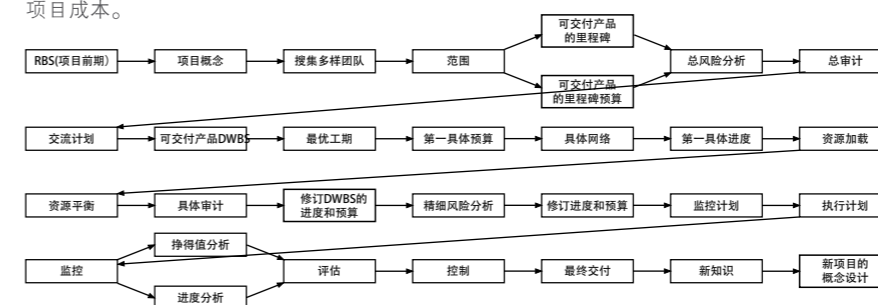 项目成本。
RBS(项目前期)
项目概念
搜集多样团队
范围
可交付产品
的里程碑
可交付产品
的里程碑预算
总风险分析
总审计
交流计划
可交付产品DWBS
最优工期
第一具体预算
具体网络
第一具体进度
资源加载
资源平衡
具体审计
修订DWBS的
进度和预算
精细风险分析
修订进度和预算
监控计划
执行计划
监控
挣得值分析
进度分析
评估
控制
最终交付
新知识
新项目的
概念设计